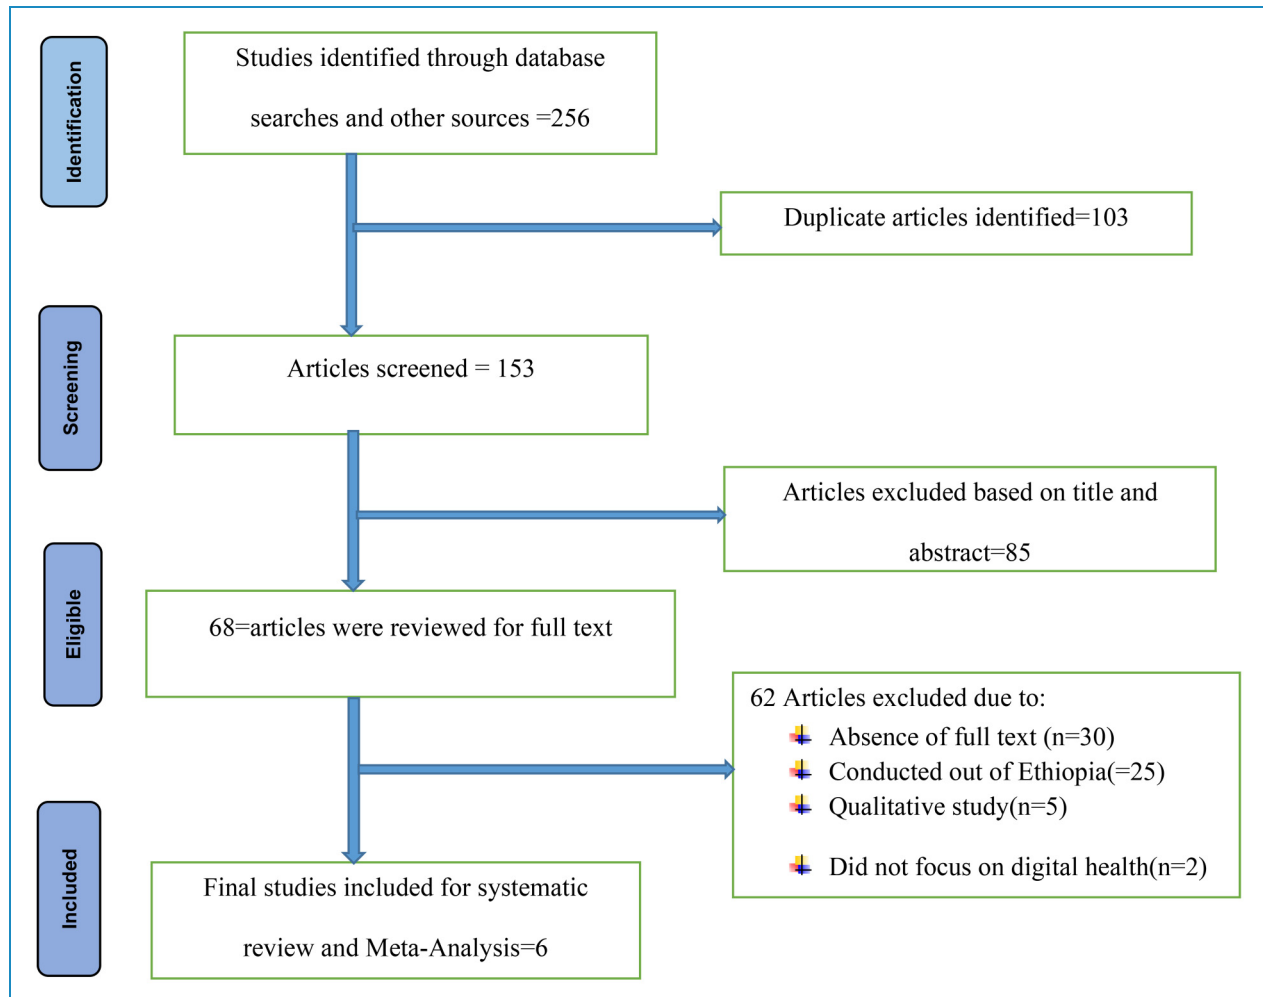 Identification
Studies identified through database
searches and other sources =256
Duplicate articles identified=103
Screening
Articles screened = 153
Articles excluded based on title and
abstract=85
Eligible
68=articles were reviewed for full text
62 Articles excluded due to:
Absence of full text (n=30)
Conducted out of Ethiopia(=25)
Qualitative study(n=5)
Did not focus on digital health(n=2)
Included
Final studies included for systematic
review and Meta-Analysis=6